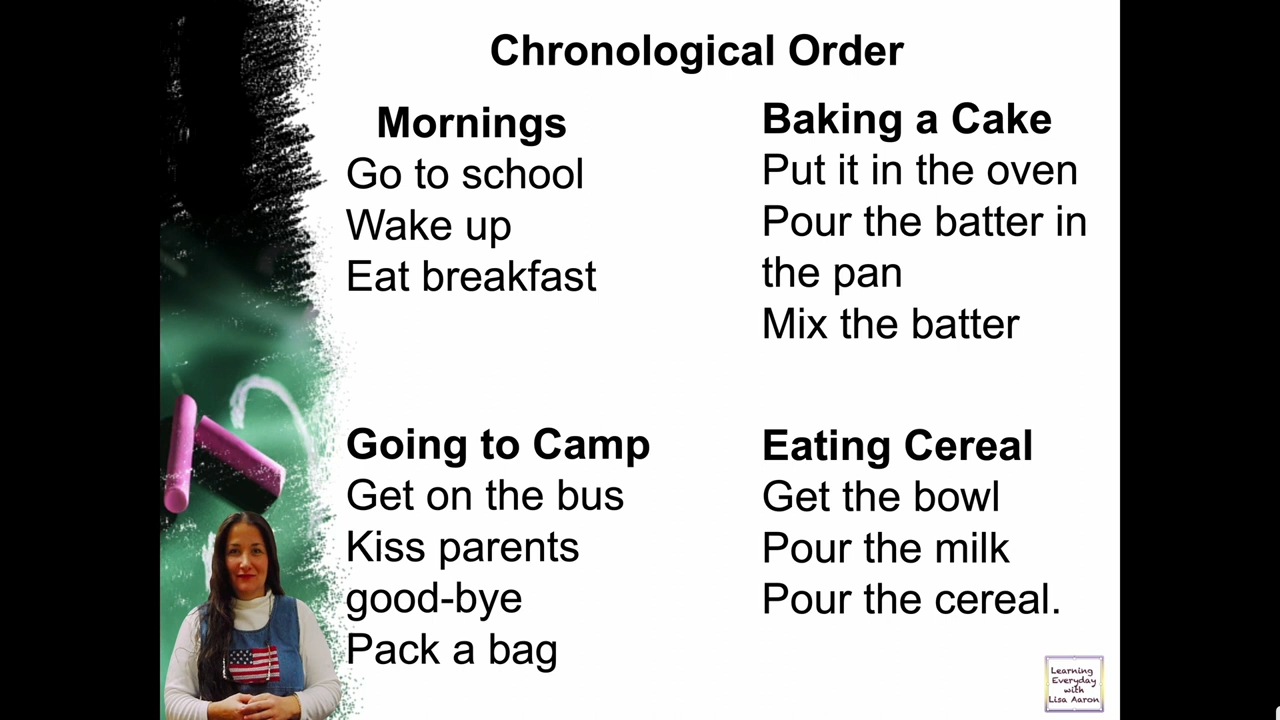 Chronological Order
Mornings
Go to school
Wake up
Eat breakfast
Baking a Cake
Put it in the oven
Pour the batter in
the pan
Mix the batter
Going to Camp
Get on the bus
Kiss parents
good-bye
Pack a bag
Eating Cereal
Get the bowl
Pour the milk
Pour the cereal.
Learning
Everyday
with
Lisa Aaron